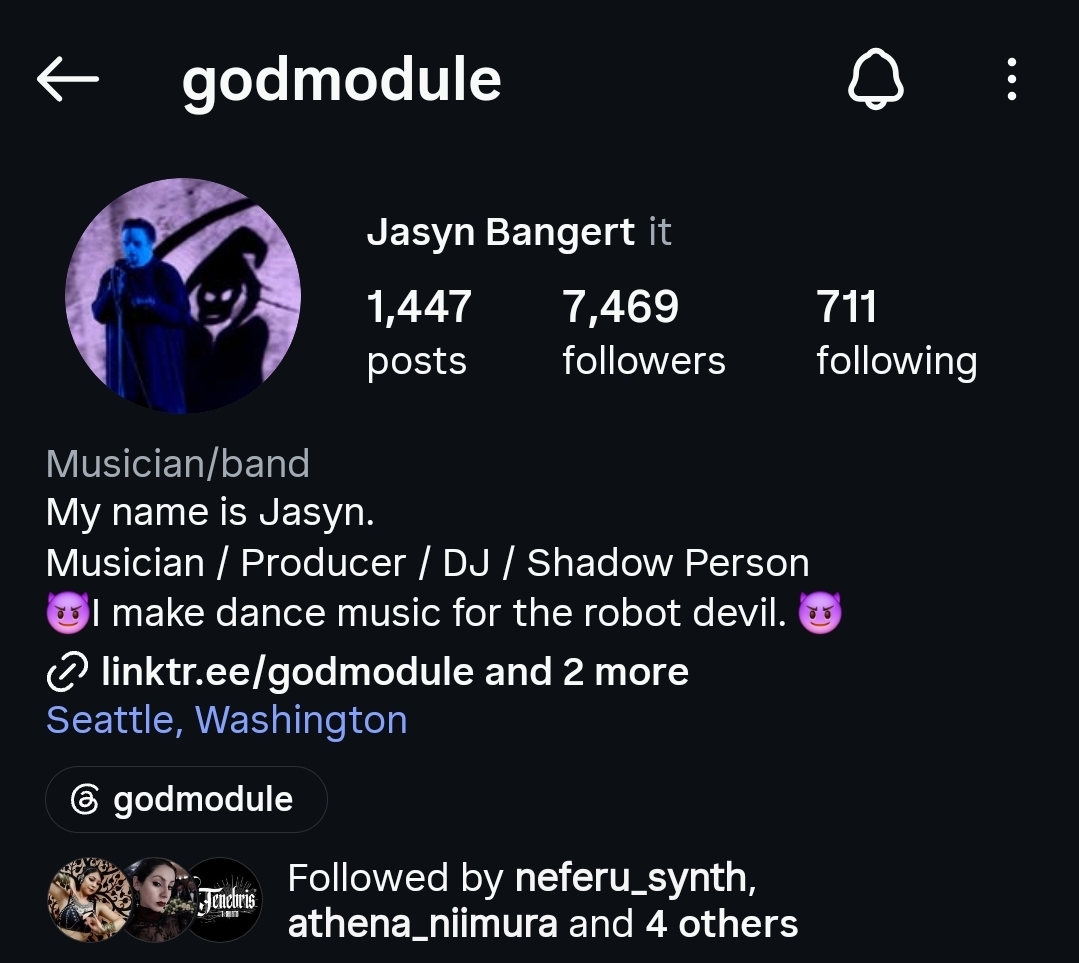 godmodule
Jasyn Bangert it
1,447 7,469 711
posts followers following
Musician/band
My name is Jasyn.
Musician / Producer / DJ / Shadow Person
😈I make dance music for the robot devil. 😈
linktr.ee/godmodule and 2 more
Seattle, Washington
godmodule
Tenebris
Followed by neferu_synth,
athena_niimura and 4 others